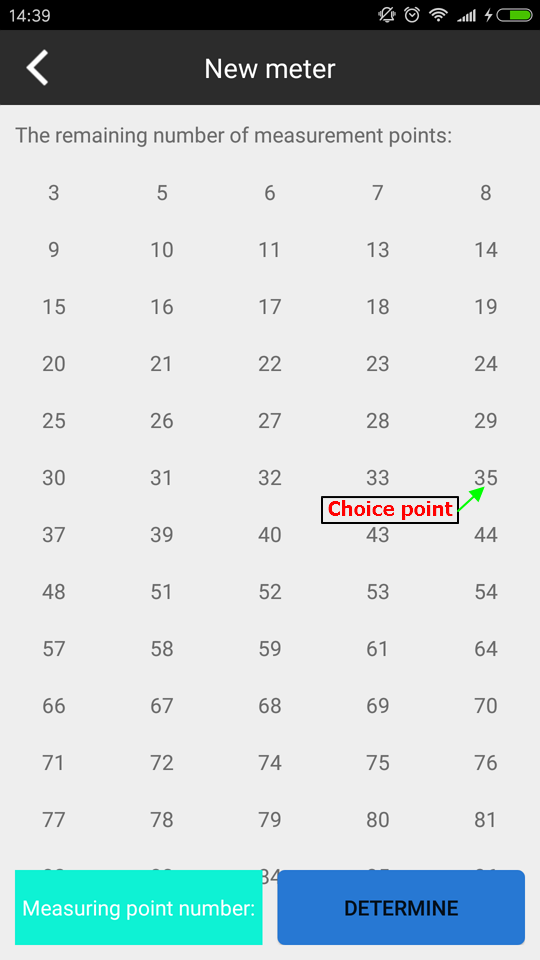 14:39
New meter
The remaining number of measurement points:
3 5 6 7 8
9 10 11 13 14
15 16 17 18 19
20 21 22 23 24
25 26 27 28 29
30 31 32 33 35
Choice point
37 39 40 43 44
48 51 52 53 54
57 58 59 61 64
66 67 68 69 70
71 72 74 75 76
77 78 79 80 81
Measuring point number: DETERMINE